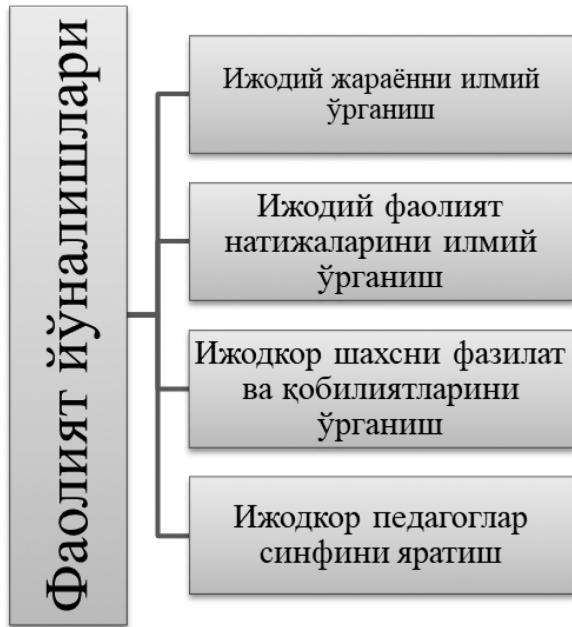 Фаолият йўналишлари
Ижодий жараённи илмий
ўрганиш
Ижодий фаолият
натижаларини илмий
ўрганиш
Ижодкор шахсни фазилат
ва қобилиятларини
ўрганиш
Ижодкор педагоглар
синфини яратиш